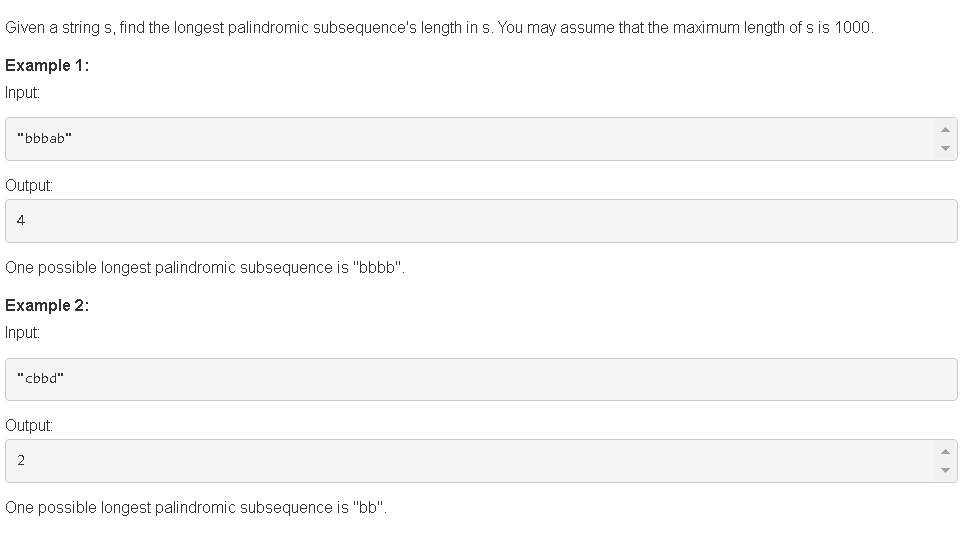 Given a string s, find the longest palindromic subsequence's length in s. You may assume that the maximum length of s is 1000.
Example 1:
Input:
"bbbab"
Output:
4
One possible longest palindromic subsequence is "bbbb".
Example 2:
Input:
"cbbd"
Output:
2
One possible longest palindromic subsequence is "bb".